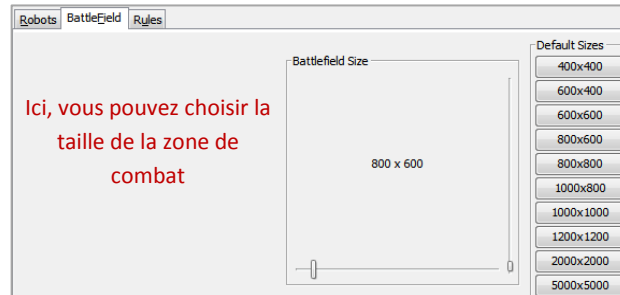 Robots BattleField Rules
Ici, vous pouvez choisir la
taille de la zone de
combat
Battlefield Size
800 x 600
Default Sizes
400x400
600x400
600x600
800x600
800x800
1000x800
1000x1000
1200x1200
2000x2000
5000x5000